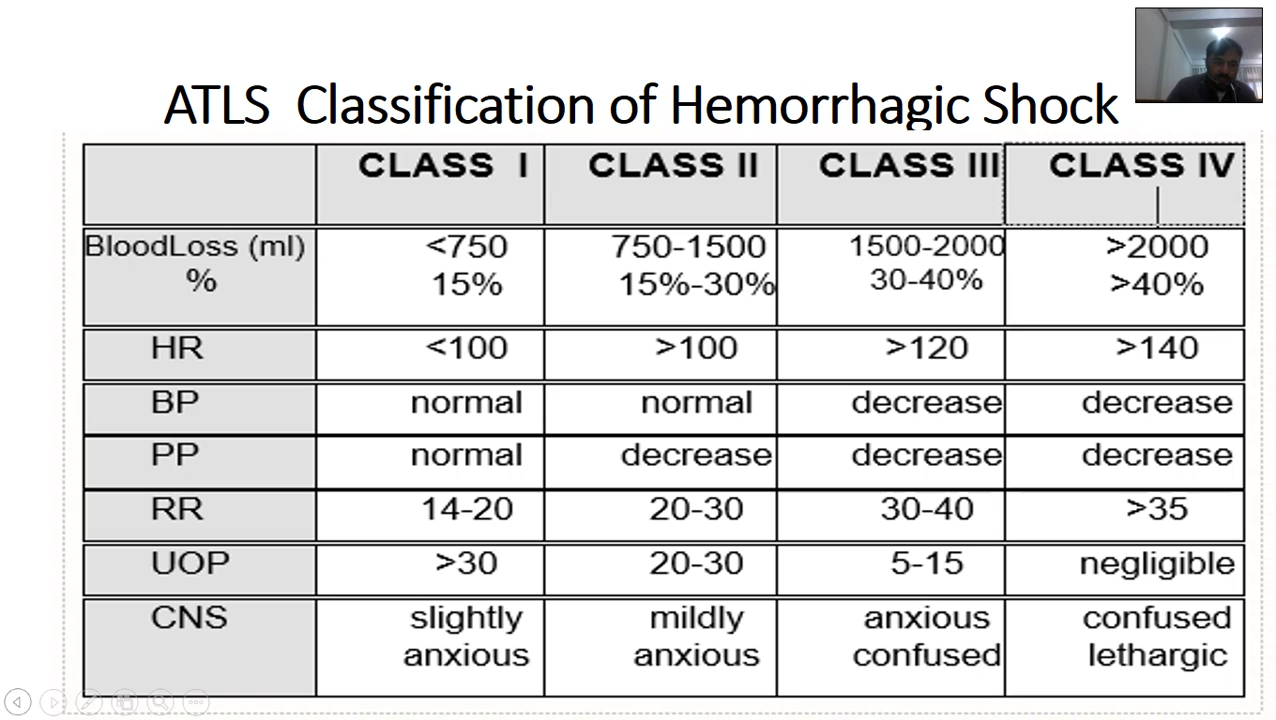 ATLS Classification of Hemorrhagic Shock
CLASS I CLASS II CLASS III CLASS IV
BloodLoss (ml) <750 750-1500 1500-2000 >2000
% 15% 15%-30% 30-40% >40%
HR <100 >100 >120 >140
BP normal normal decrease decrease
PP normal decrease decrease decrease
RR 14-20 20-30 30-40 >35
UOP >30 20-30 5-15 negligible
CNS slightly mildly anxious confused
anxious anxious confused lethargic